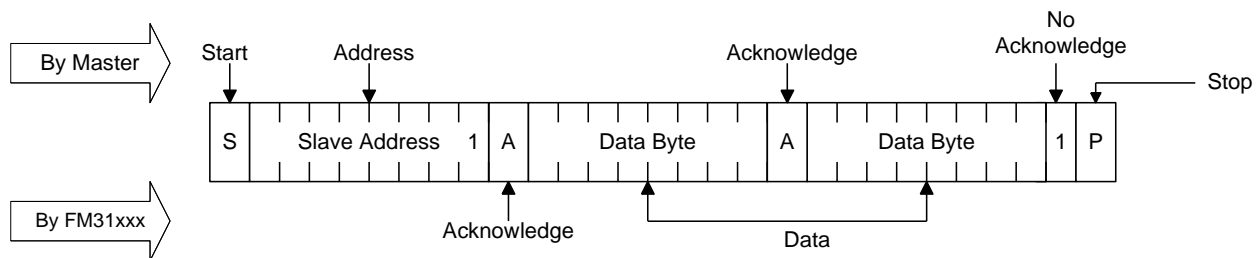 No
Acknowledge
By Master
Start
Address
Acknowledge
Stop
S
Slave Address 1
A
Data Byte
A
Data Byte
1
P
By FM31xxx
Acknowledge
Data